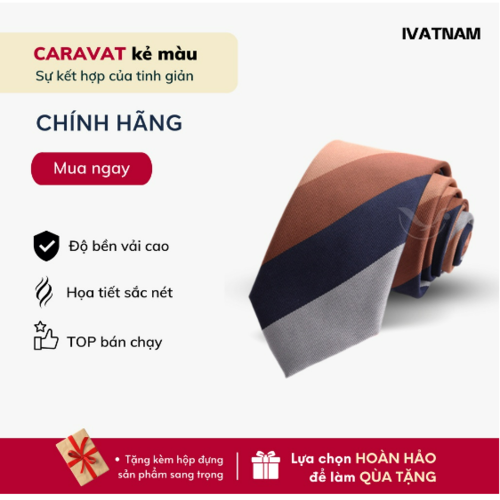 IVATNAM
CARAVAT kẻ màu
Sự kết hợp của tinh giản
CHÍNH HÃNG
Mua ngay
Độ bền vải cao
Họa tiết sắc nét
TOP bán chạy
• Tặng kèm hộp đựng
sản phẩm sang trọng
Lựa chọn HOÀN HẢO
để làm QÙA TẶNG